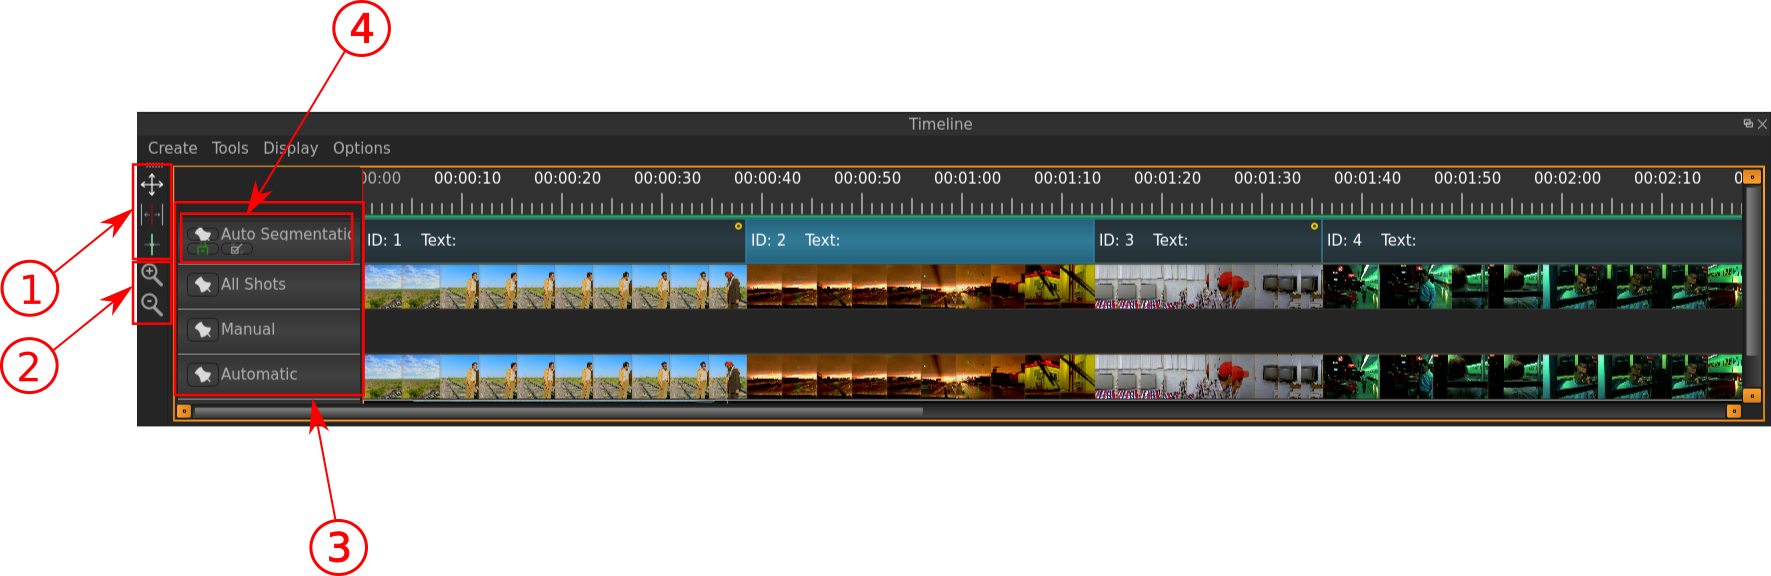 4
Timeline
Create Tools Display Options
00:00 00:00:10 00:00:20 00:00:30 00:00:40 00:00:50 00:01:00 00:01:10 00:01:20 00:01:30 00:01:40 00:01:50 00:02:00 00:02:10 0
Auto Segmentatic
ID: 1 Text:
ID: 2 Text:
ID: 3 Text:
ID: 4 Text:
All Shots
Manual
Automatic
1
2
3